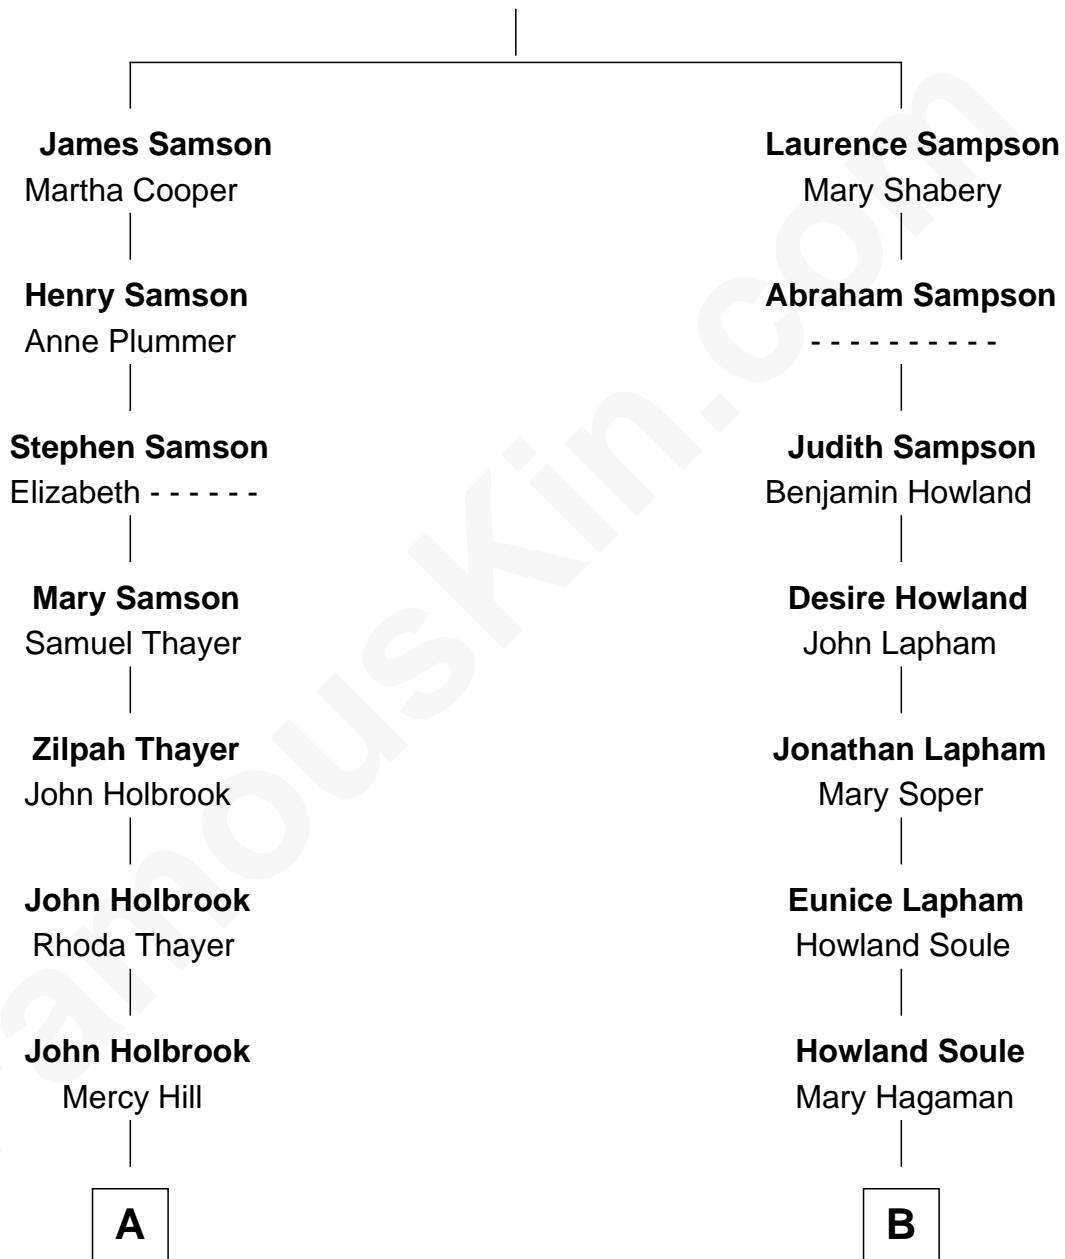 James Samson
Martha Cooper
Laurence Sampson
Mary Shabery
Henry Samson
Anne Plummer
Abraham Sampson
- - - - - - - - - -
Stephen Samson
Elizabeth - - - - - -
Judith Sampson
Benjamin Howland
Mary Samson
Samuel Thayer
Desire Howland
John Lapham
Zilpah Thayer
John Holbrook
Jonathan Lapham
Mary Soper
John Holbrook
Rhoda Thayer
Eunice Lapham
Howland Soule
John Holbrook
Mercy Hill
Howland Soule
Mary Hagaman
A
B
amouskin.com